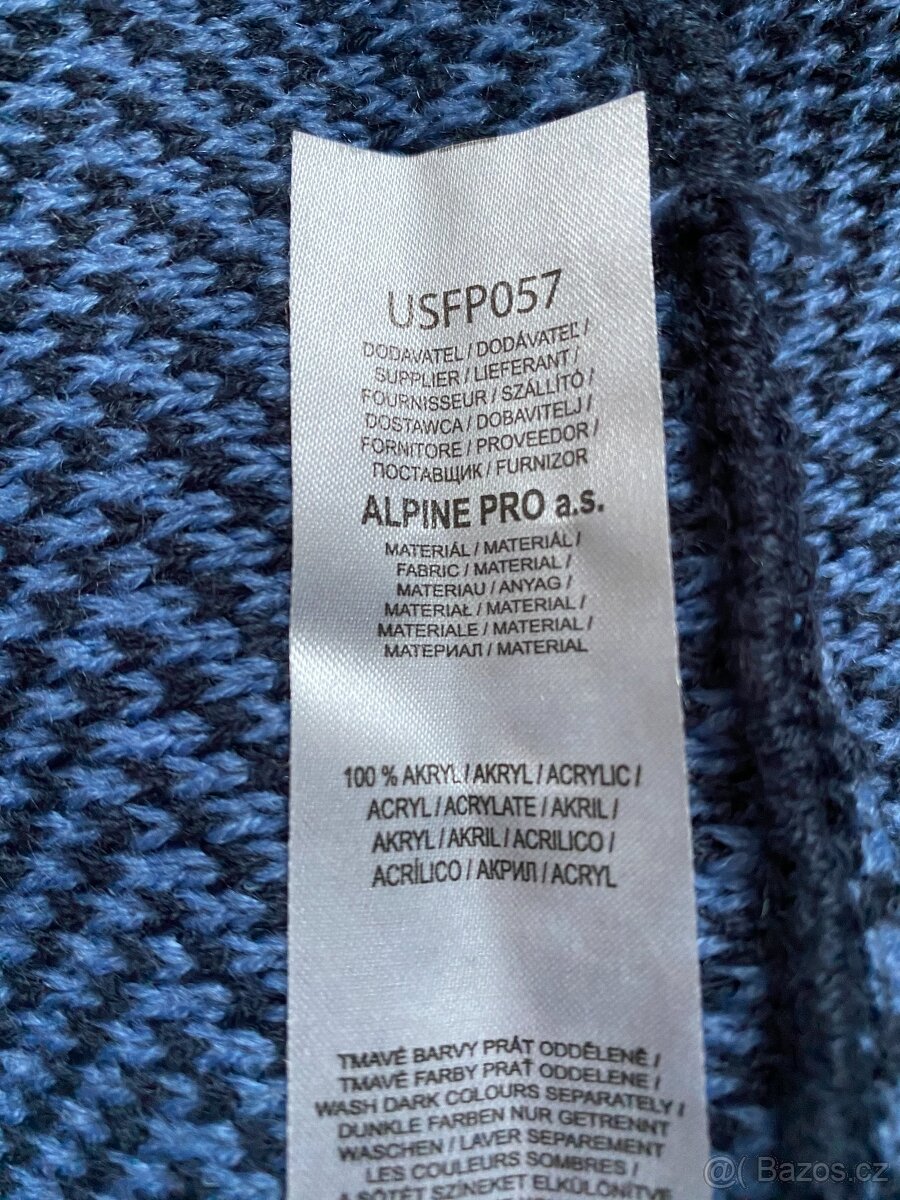 USFP057
DODAVATEL / DODÁVATEĽ /
SUPPLIER / LIEFERANT /
FOURNISSEUR / SZÁLLÍTÓ /
DOSTAWCA / DOBAVITELJ /
FORNITORE / PROVEEDOR /
ПОСТАВЩИК / FURNIZOR
ALPINE PRO a.s.
MATERIÁL / MATERIÁL /
FABRIC / MATERIAL /
MATERIAU / ANYAG /
MATERIAŁ / MATERIAL /
MATERIALE / MATERIAL /
МАТЕРИАЛ / MATERIAL
100 % AKRYL / AKRYL / ACRYLIC /
ACRYL / ACRYLATE / AKRIL /
AKRYL / AKRIL / ACRILICO /
ACRÍLICO / АКРИЛ / ACRYL
TMAVÉ BARVY PRÁT ODDĚLENĚ /
TMAVÉ FARBY PRAŤ ODDELENE /
WASH DARK COLOURS SEPARATELY /
DUNKLE FARBEN NUR GETRENNT
WASCHEN / LAVER SEPAREMENT
LES COULEURS SOMBRES /
A SÖTÉT SZINEKET ELKÜLÖNÍTVE
@( Bazos.cz